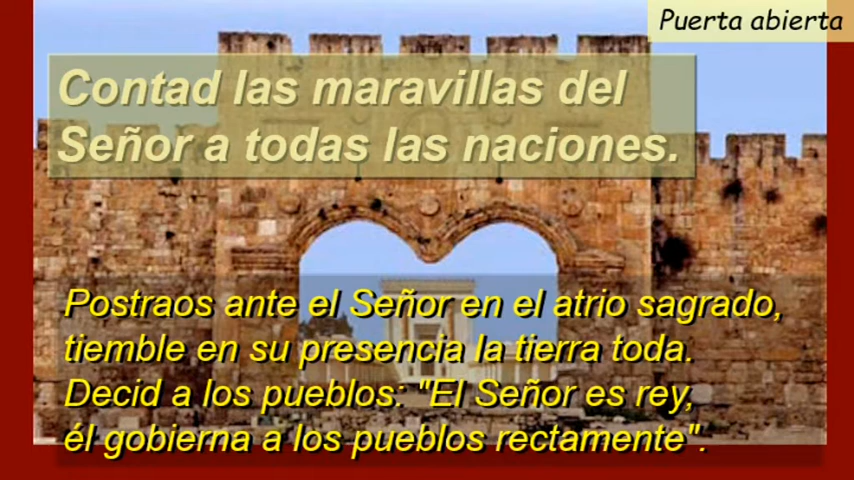 Puerta abierta
Contad las maravillas del
Señor a todas las naciones.
Postraos ante el Señor en el atrio sagrado,
tiemble en su presencia la tierra toda.
Decid a los pueblos: "El Señor es rey,
él gobierna a los pueblos rectamente".